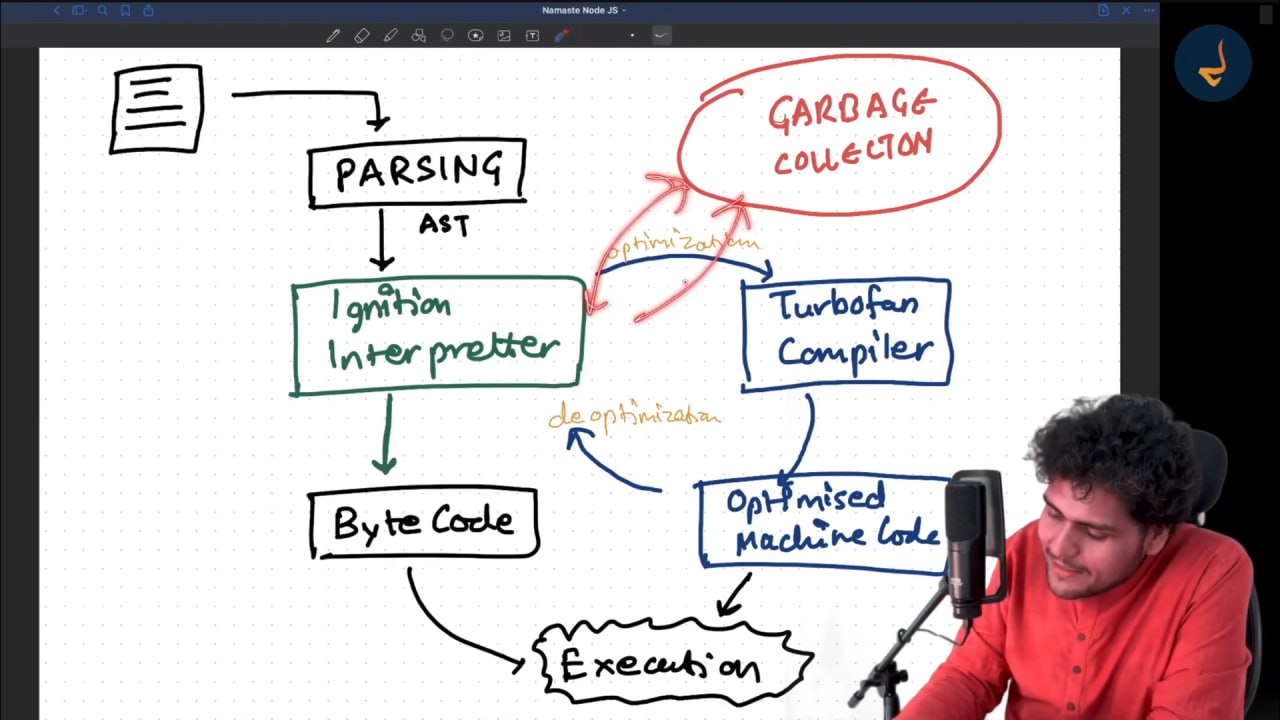 Namaste Node JS
PARSING
AST
GARBAGE
COLLECTON
optimization
Ignition
Interpretter
Turbofan
Compiler
deoptimization
Byte Code
Optimised
Machine Code
Execution